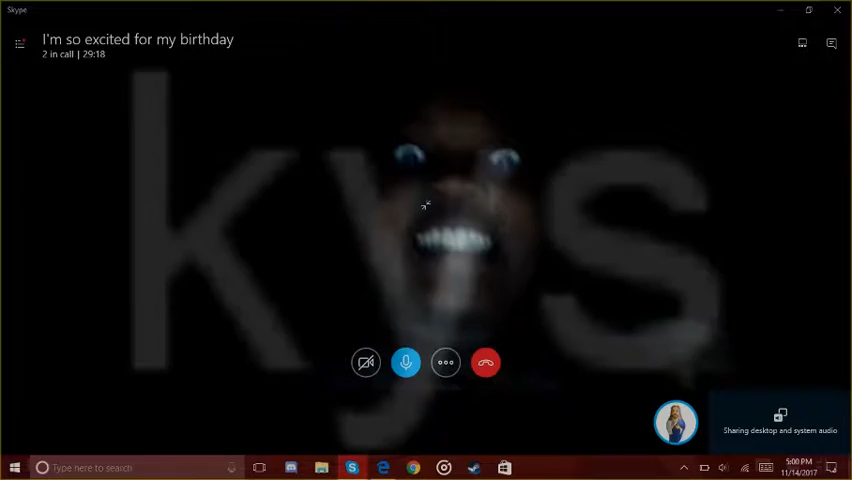 Skype
I'm so excited for my birthday
2 in call | 29:18
kys
Sharing desktop and system audio
Type here to search
5:00 PM
11/14/2017